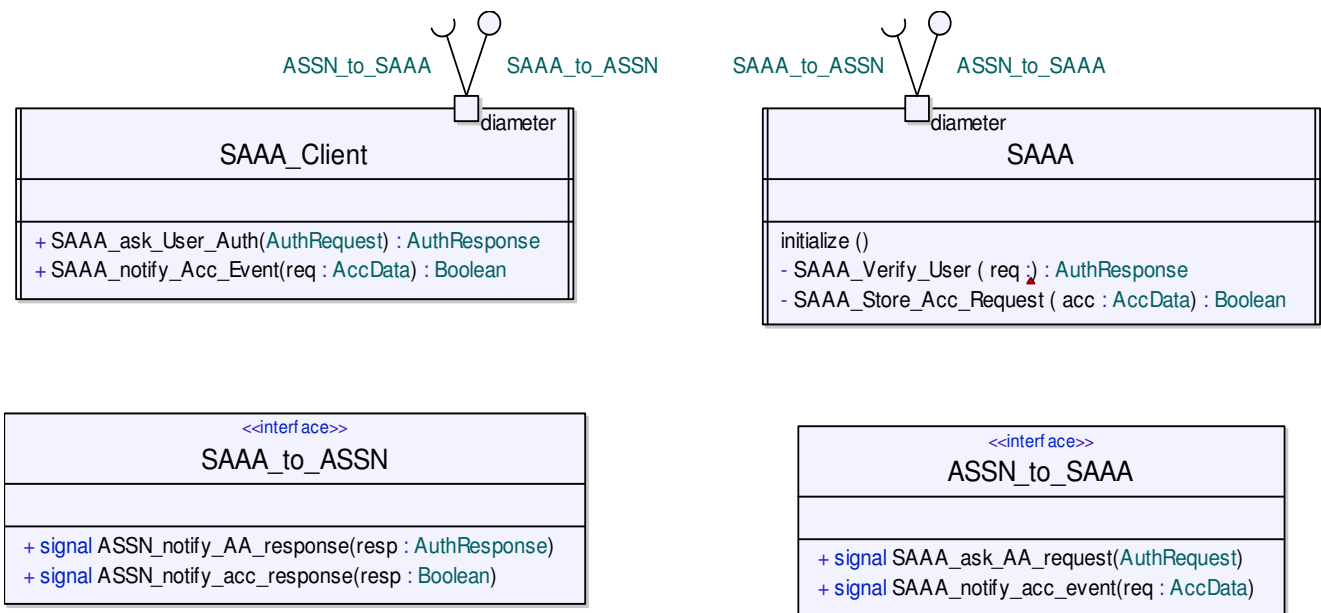 ASSN_to_SAAA
SAAA_to_ASSN
diameter
SAAA_Client
+ SAAA_ask_User_Auth(AuthRequest) : AuthResponse
+ SAAA_notify_Acc_Event(req : AccData) : Boolean
SAAA_to_ASSN
ASSN_to_SAAA
diameter
SAAA
initialize ()
- SAAA_Verify_User ( req :) : AuthResponse
- SAAA_Store_Acc_Request ( acc : AccData) : Boolean
<<interface>>
SAAA_to_ASSN
+ signal ASSN_notify_AA_response(resp : AuthResponse)
+ signal ASSN_notify_acc_response(resp : Boolean)
<<interface>>
ASSN_to_SAAA
+ signal SAAA_ask_AA_request(AuthRequest)
+ signal SAAA_notify_acc_event(req : AccData)